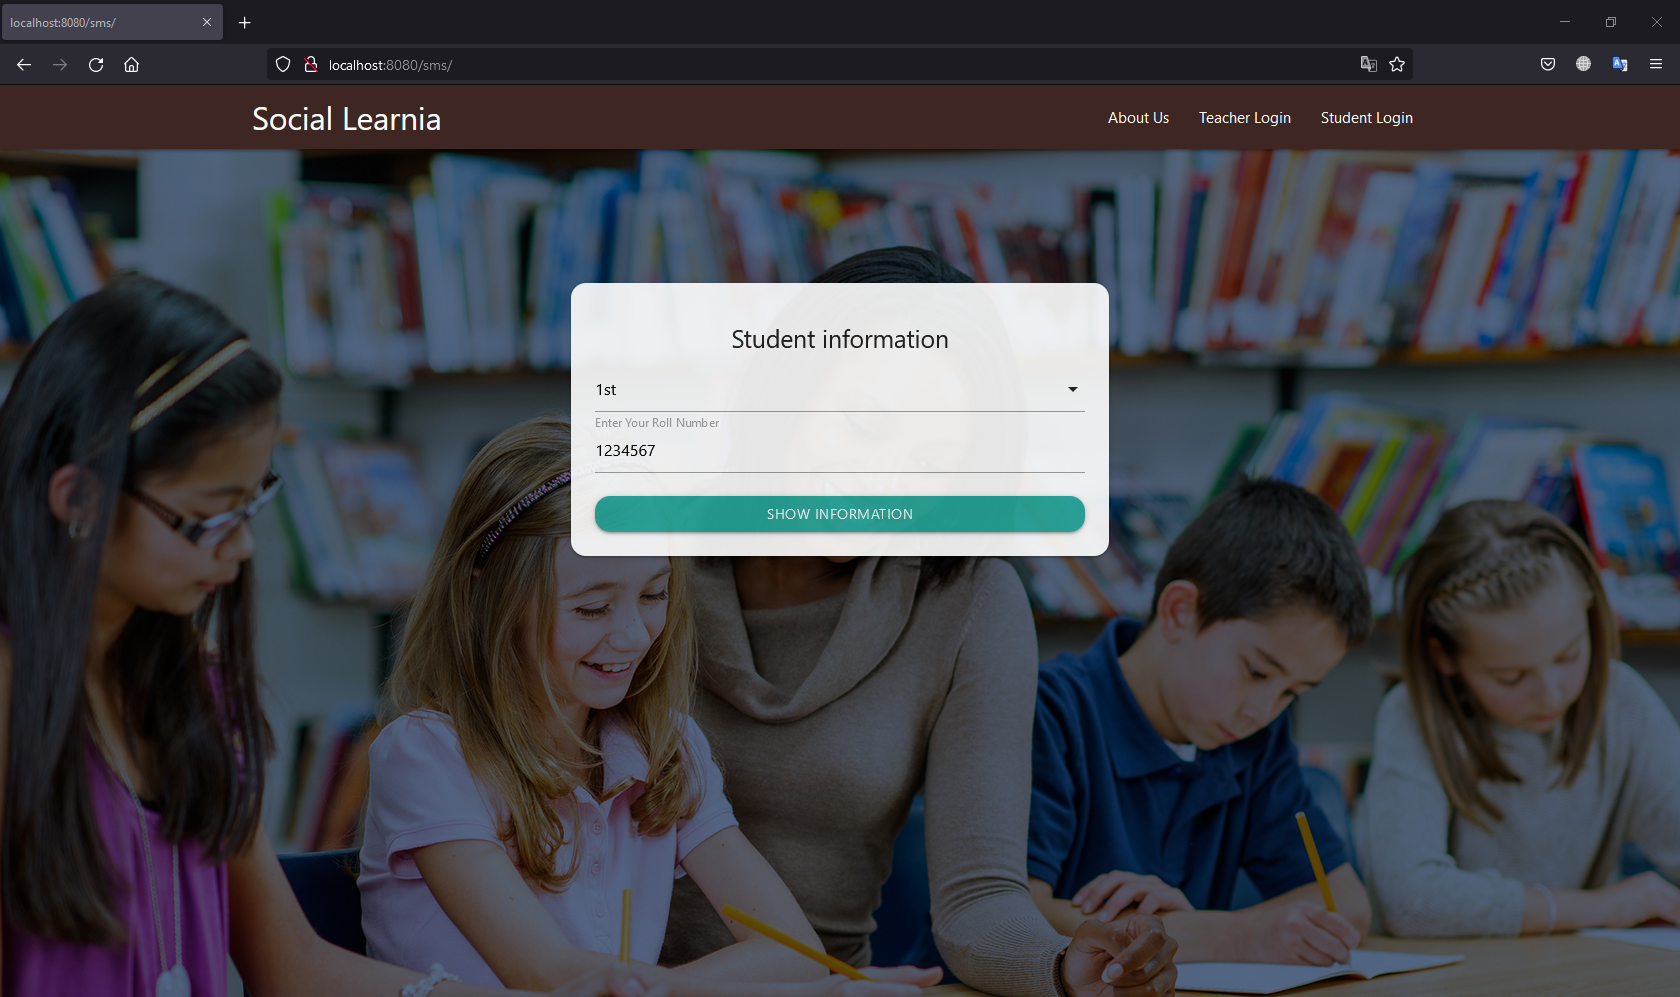 localhost:8080/sms/
localhost:8080/sms/
Social Learnia
About Us
Teacher Login
Student Login
Student information
1st
Enter Your Roll Number
1234567
SHOW INFORMATION